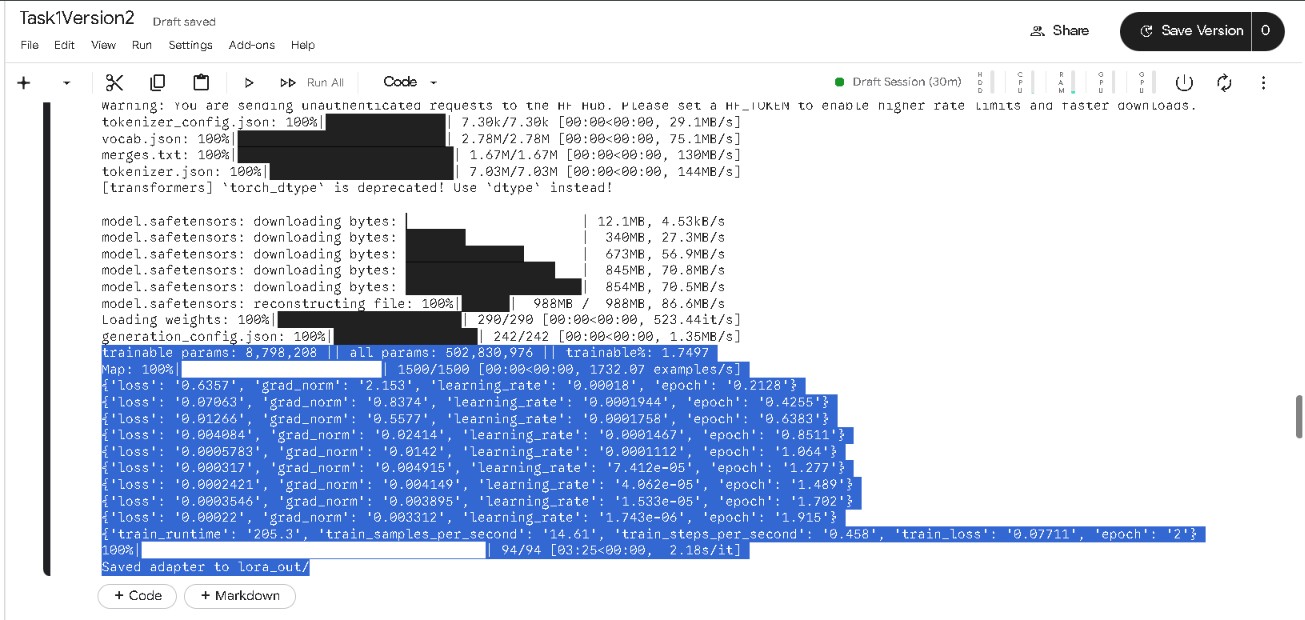 Task1Version2 Draft saved
File Edit View Run Settings Add-ons Help
Share
Save Version 0
Run All Code
Draft Session (30m) HDD CPU RAM GPU GPU
Warning: You are sending unauthenticated requests to the HF Hub. Please set a HF_TOKEN to enable higher rate limits and faster downloads.
tokenizer_config.json: 100%| | 7.30k/7.30k [00:00<00:00, 29.1MB/s]
vocab.json: 100%| | 2.78M/2.78M [00:00<00:00, 75.1MB/s]
merges.txt: 100%| | 1.67M/1.67M [00:00<00:00, 130MB/s]
tokenizer.json: 100%| | 7.03M/7.03M [00:00<00:00, 144MB/s]
[transformers] `torch_dtype` is deprecated! Use `dtype` instead!
model.safetensors: downloading bytes: | 12.1MB, 4.53kB/s
model.safetensors: downloading bytes: | 340MB, 27.3MB/s
model.safetensors: downloading bytes: | 673MB, 56.9MB/s
model.safetensors: downloading bytes: | 845MB, 70.8MB/s
model.safetensors: downloading bytes: | 854MB, 70.5MB/s
model.safetensors: reconstructing file: 100%| | 988MB / 988MB, 86.6MB/s
Loading weights: 100%| | 290/290 [00:00<00:00, 523.44it/s]
generation_config.json: 100%| | 242/242 [00:00<00:00, 1.35MB/s]
trainable params: 8,798,208 || all params: 502,830,976 || trainable%: 1.7497
Map: 100%| | 1500/1500 [00:00<00:00, 1732.07 examples/s]
{'loss': '0.6357', 'grad_norm': '2.153', 'learning_rate': '0.00018', 'epoch': '0.2128'}
{'loss': '0.07063', 'grad_norm': '0.8374', 'learning_rate': '0.0001944', 'epoch': '0.4255'}
{'loss': '0.01266', 'grad_norm': '0.5577', 'learning_rate': '0.0001758', 'epoch': '0.6383'}
{'loss': '0.004084', 'grad_norm': '0.02414', 'learning_rate': '0.0001467', 'epoch': '0.8511'}
{'loss': '0.0005783', 'grad_norm': '0.0142', 'learning_rate': '0.0001112', 'epoch': '1.064'}
{'loss': '0.000317', 'grad_norm': '0.004915', 'learning_rate': '7.412e-05', 'epoch': '1.277'}
{'loss': '0.0002421', 'grad_norm': '0.004149', 'learning_rate': '4.062e-05', 'epoch': '1.489'}
{'loss': '0.0003546', 'grad_norm': '0.003895', 'learning_rate': '1.533e-05', 'epoch': '1.702'}
{'loss': '0.00022', 'grad_norm': '0.003312', 'learning_rate': '1.743e-06', 'epoch': '1.915'}
{'train_runtime': '205.3', 'train_samples_per_second': '14.61', 'train_steps_per_second': '0.458', 'train_loss': '0.07711', 'epoch': '2'}
100%| | 94/94 [03:25<00:00, 2.18s/it]
Saved adapter to lora_out/
+ Code + Markdown